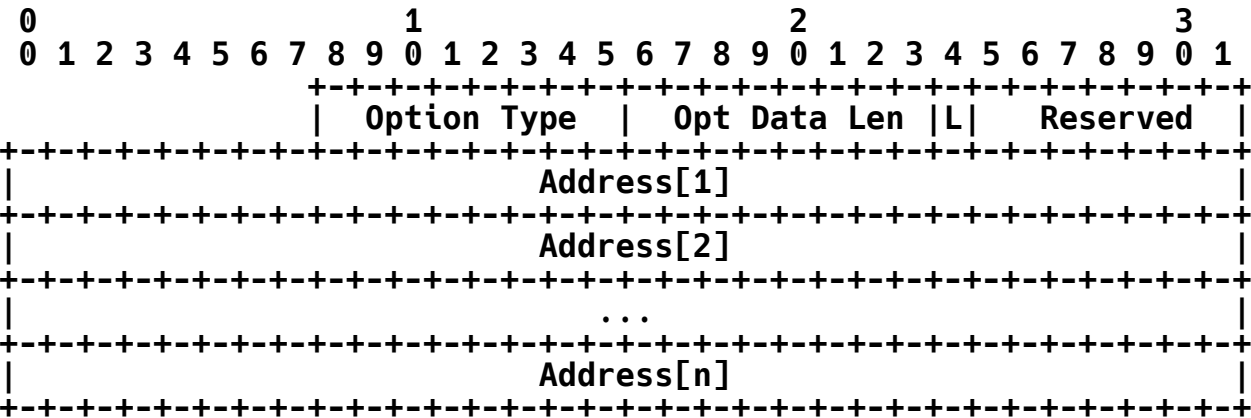 0                   1                   2                   3
 0 1 2 3 4 5 6 7 8 9 0 1 2 3 4 5 6 7 8 9 0 1 2 3 4 5 6 7 8 9 0 1
                +-+-+-+-+-+-+-+-+-+-+-+-+-+-+-+-+-+-+-+-+-+-+-+-+
                |  Option Type  |  Opt Data Len |L|   Reserved  |
+-+-+-+-+-+-+-+-+-+-+-+-+-+-+-+-+-+-+-+-+-+-+-+-+-+-+-+-+-+-+-+-+
|                           Address[1]                          |
+-+-+-+-+-+-+-+-+-+-+-+-+-+-+-+-+-+-+-+-+-+-+-+-+-+-+-+-+-+-+-+-+
|                           Address[2]                          |
+-+-+-+-+-+-+-+-+-+-+-+-+-+-+-+-+-+-+-+-+-+-+-+-+-+-+-+-+-+-+-+-+
|                              ...                              |
+-+-+-+-+-+-+-+-+-+-+-+-+-+-+-+-+-+-+-+-+-+-+-+-+-+-+-+-+-+-+-+-+
|                           Address[n]                          |
+-+-+-+-+-+-+-+-+-+-+-+-+-+-+-+-+-+-+-+-+-+-+-+-+-+-+-+-+-+-+-+-+